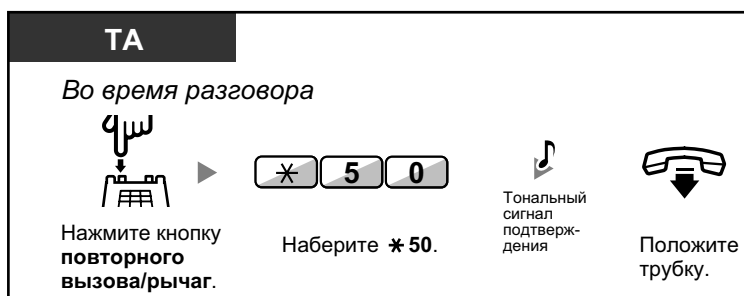 ТА
Во время разговора
* 5 0
Нажмите кнопку
повторного
вызова/рычаг.
Наберите * 50.
Тональный
сигнал
подтверж-
дения
Положите
трубку.